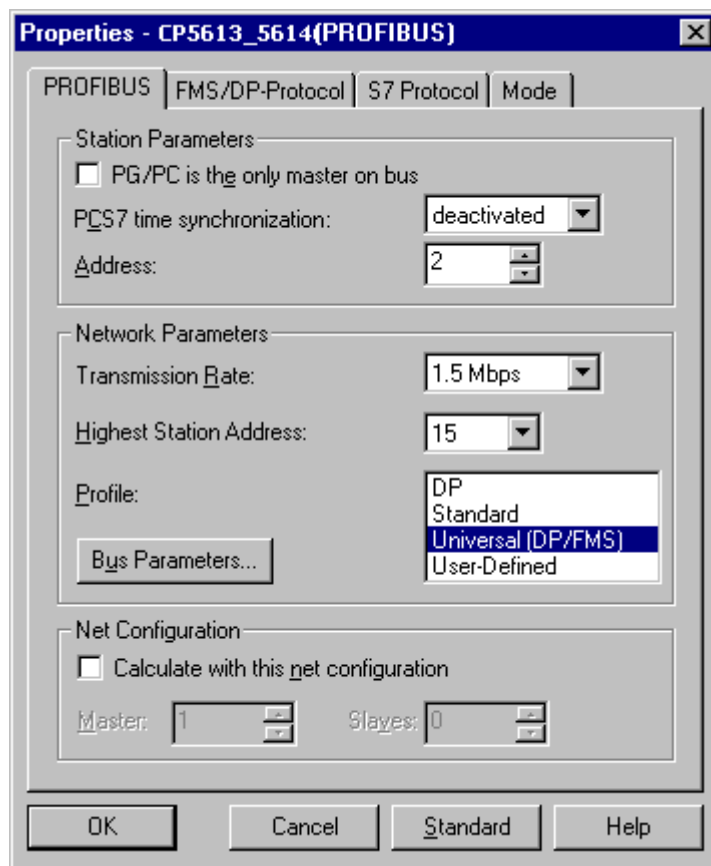 Properties - CP5613_5614(PROFIBUS)
PROFIBUS FMS/DP-Protocol S7 Protocol Mode
Station Parameters
PG/PC is the only master on bus
PCS7 time synchronization: deactivated
Address: 2
Network Parameters
Transmission Rate: 1.5 Mbps
Highest Station Address: 15
Profile: DP
Standard
Universal (DP/FMS)
Bus Parameters... User-Defined
Net Configuration
Calculate with this net configuration
Master: 1 Slaves: 0
OK Cancel Standard Help